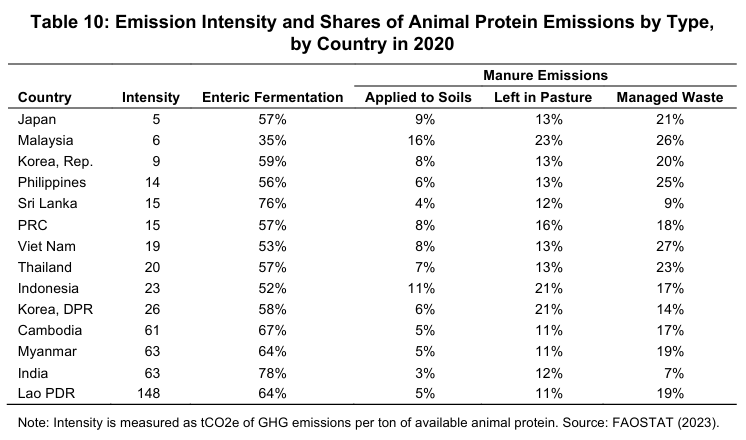 Table 10: Emission Intensity and Shares of Animal Protein Emissions by Type,
by Country in 2020
Manure Emissions
Country Intensity Enteric Fermentation Applied to Soils Left in Pasture Managed Waste
Japan 5 57% 9% 13% 21%
Malaysia 6 35% 16% 23% 26%
Korea, Rep. 9 59% 8% 13% 20%
Philippines 14 56% 6% 13% 25%
Sri Lanka 15 76% 4% 12% 9%
PRC 15 57% 8% 16% 18%
Viet Nam 19 53% 8% 13% 27%
Thailand 20 57% 7% 13% 23%
Indonesia 23 52% 11% 21% 17%
Korea, DPR 26 58% 6% 21% 14%
Cambodia 61 67% 5% 11% 17%
Myanmar 63 64% 5% 11% 19%
India 63 78% 3% 12% 7%
Lao PDR 148 64% 5% 11% 19%
Note: Intensity is measured as tCO2e of GHG emissions per ton of available animal protein. Source: FAOSTAT (2023).